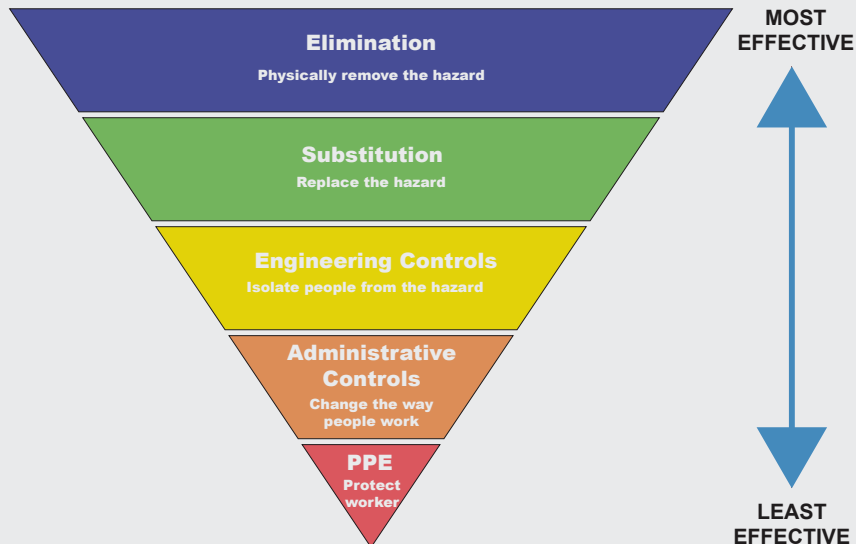 Elimination
Physically remove the hazard
Substitution
Replace the hazard
Engineering Controls
Isolate people from the hazard
Administrative
Controls
Change the way
people work
PPE
Protect
worker
MOST
EFFECTIVE
LEAST
EFFECTIVE